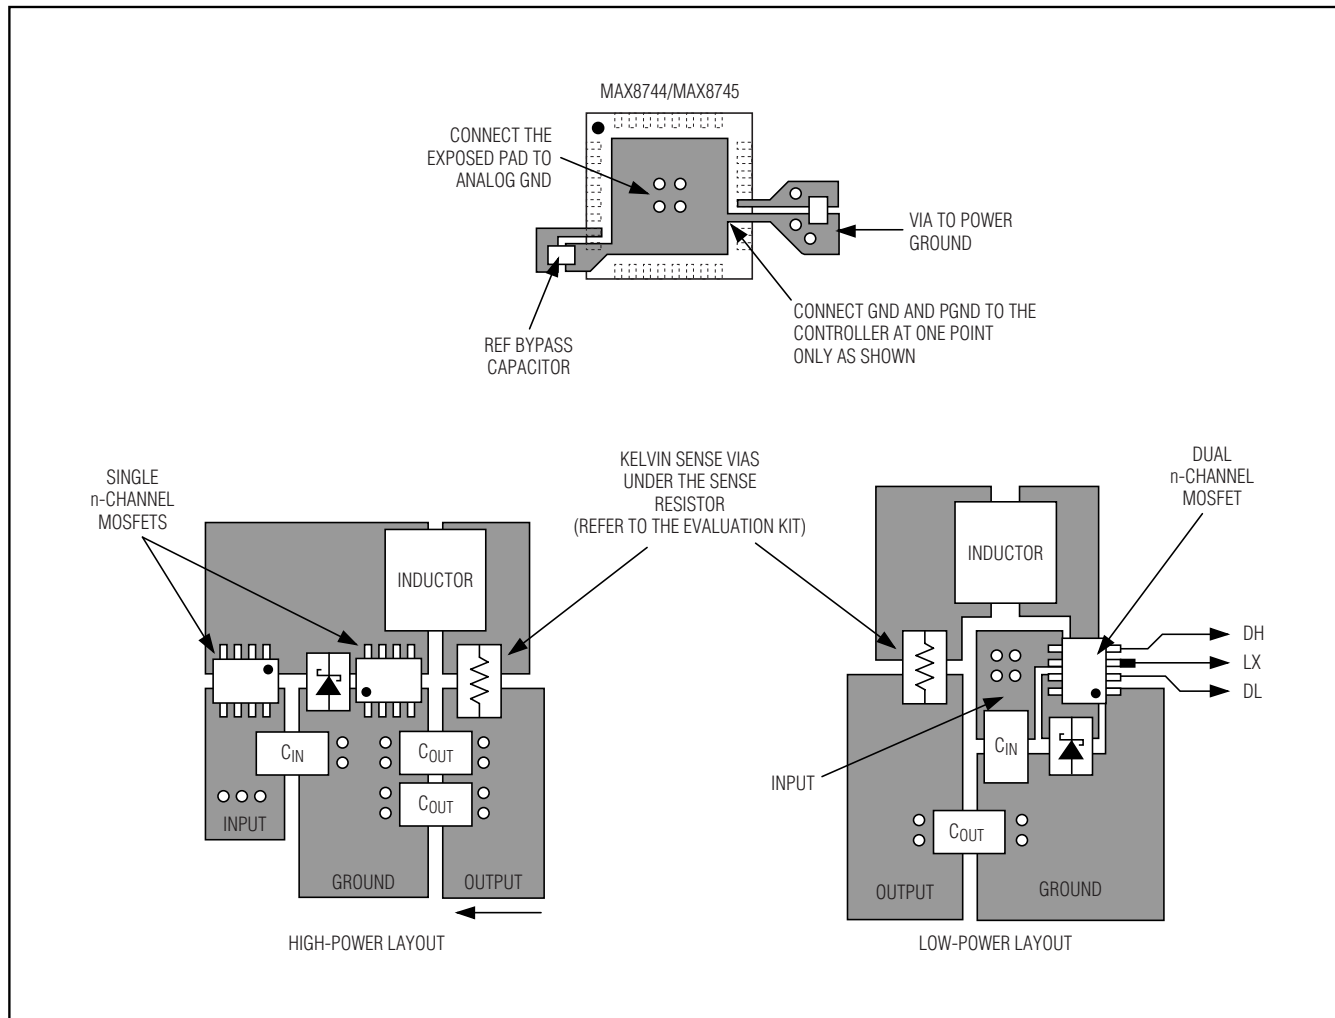 MAX8744/MAX8745
CONNECT THE
EXPOSED PAD TO
ANALOG GND
VIA TO POWER
GROUND
REF BYPASS
CAPACITOR
CONNECT GND AND PGND TO THE
CONTROLLER AT ONE POINT
ONLY AS SHOWN
SINGLE
n-CHANNEL
MOSFETS
KELVIN SENSE VIAS
UNDER THE SENSE
RESISTOR
(REFER TO THE EVALUATION KIT)
DUAL
n-CHANNEL
MOSFET
INDUCTOR
CIN
COUT
COUT
INPUT
GROUND
OUTPUT
HIGH-POWER LAYOUT
INDUCTOR
DH
LX
DL
CIN
INPUT
COUT
OUTPUT
GROUND
LOW-POWER LAYOUT